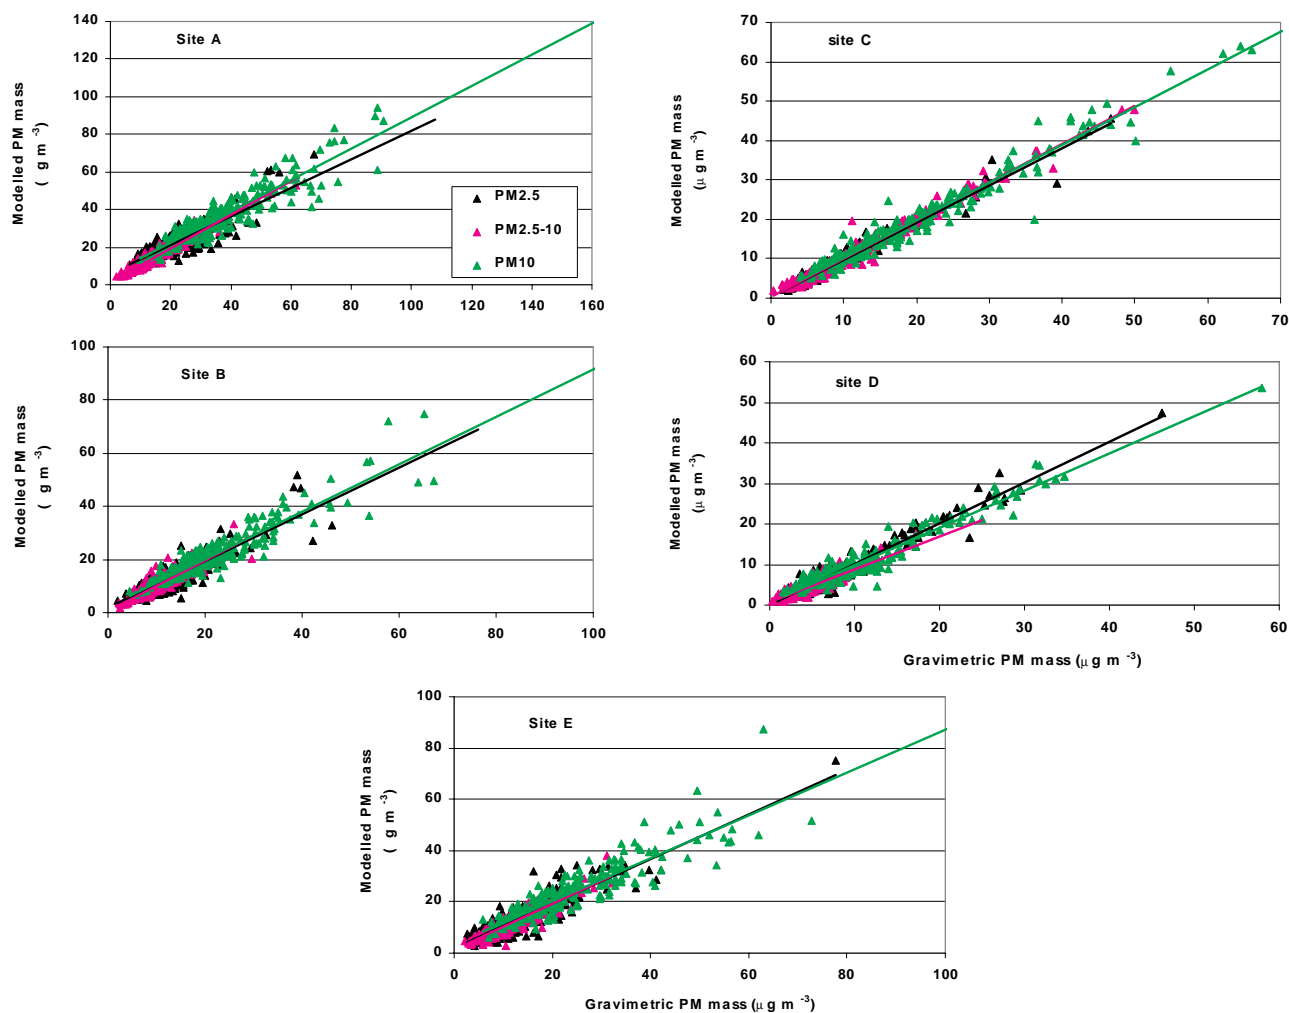 Site A
Modelled PM mass
( g m -3)
140
120
100
80
60
40
20
0
0 20 40 60 80 100 120 140 160
PM2.5
PM2.5-10
PM10
site C
Modelled PM mass
(μ g m -3)
70
60
50
40
30
20
10
0
0 10 20 30 40 50 60 70
Site B
Modelled PM mass
( g m -3)
100
80
60
40
20
0
0 20 40 60 80 100
site D
Modelled PM mass
(μ g m -3)
60
50
40
30
20
10
0
0 10 20 30 40 50 60
Gravimetric PM mass (μ g m -3)
Site E
Modelled PM mass
( g m -3)
100
80
60
40
20
0
0 20 40 60 80 100
Gravimetric PM mass (μ g m -3)